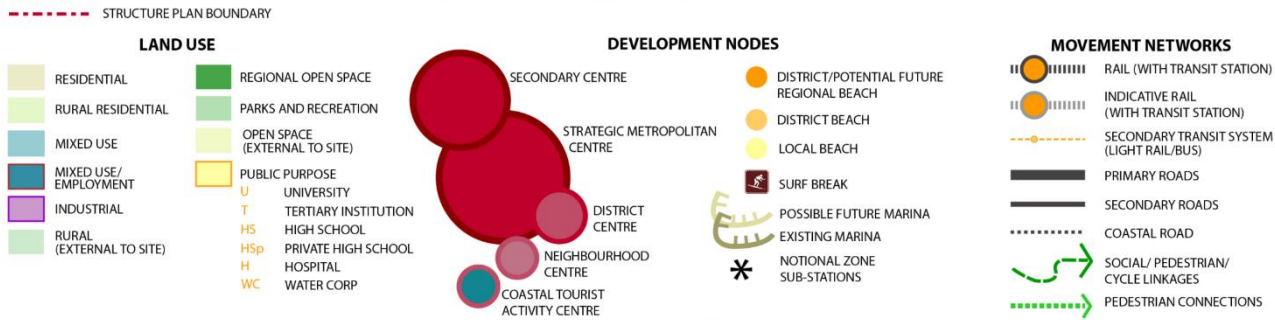 STRUCTURE PLAN BOUNDARY
LAND USE
RESIDENTIAL
RURAL RESIDENTIAL
MIXED USE
MIXED USE/
EMPLOYMENT
INDUSTRIAL
RURAL
(EXTERNAL TO SITE)
REGIONAL OPEN SPACE
PARKS AND RECREATION
OPEN SPACE
(EXTERNAL TO SITE)
PUBLIC PURPOSE
U UNIVERSITY
T TERTIARY INSTITUTION
HS HIGH SCHOOL
HSp PRIVATE HIGH SCHOOL
H HOSPITAL
WC WATER CORP
DEVELOPMENT NODES
SECONDARY CENTRE
STRATEGIC METROPOLITAN
CENTRE
DISTRICT
CENTRE
NEIGHBOURHOOD
CENTRE
COASTAL TOURIST
ACTIVITY CENTRE
DISTRICT/POTENTIAL FUTURE
REGIONAL BEACH
DISTRICT BEACH
LOCAL BEACH
SURF BREAK
POSSIBLE FUTURE MARINA
EXISTING MARINA
NOTIONAL ZONE
SUB-STATIONS
MOVEMENT NETWORKS
RAIL (WITH TRANSIT STATION)
INDICATIVE RAIL
(WITH TRANSIT STATION)
SECONDARY TRANSIT SYSTEM
(LIGHT RAIL/BUS)
PRIMARY ROADS
SECONDARY ROADS
COASTAL ROAD
SOCIAL/ PEDESTRIAN/
CYCLE LINKAGES
PEDESTRIAN CONNECTIONS